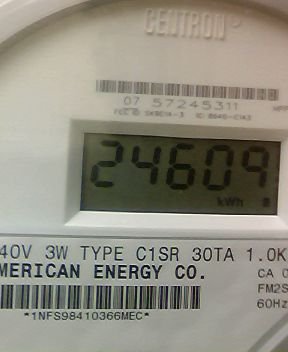 CENTRON
07 57245311
24609
kWh
40V 3W TYPE C1SR 30TA 1.0K
MERICAN ENERGY CO.
CA 0
FM2S
60Hz
*1NFS98410366MEC*